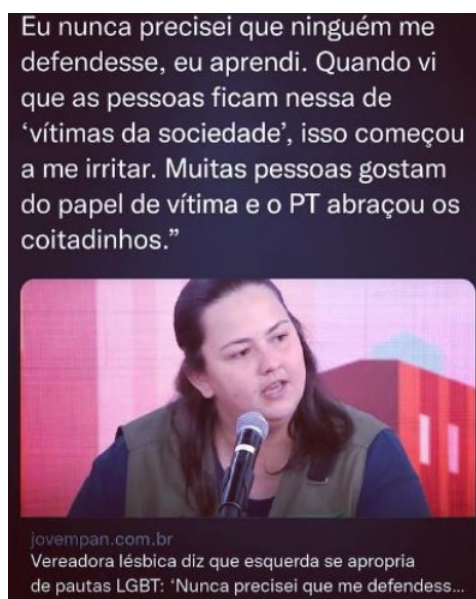 Eu nunca precisei que ninguém me
defendesse, eu aprendi. Quando vi
que as pessoas ficam nessa de
‘vítimas da sociedade’, isso começou
a me irritar. Muitas pessoas gostam
do papel de vítima e o PT abraçou os
coitadinhos.”
jovempan.com.br
Vereadora lésbica diz que esquerda se apropria
de pautas LGBT: ‘Nunca precisei que me defendess...